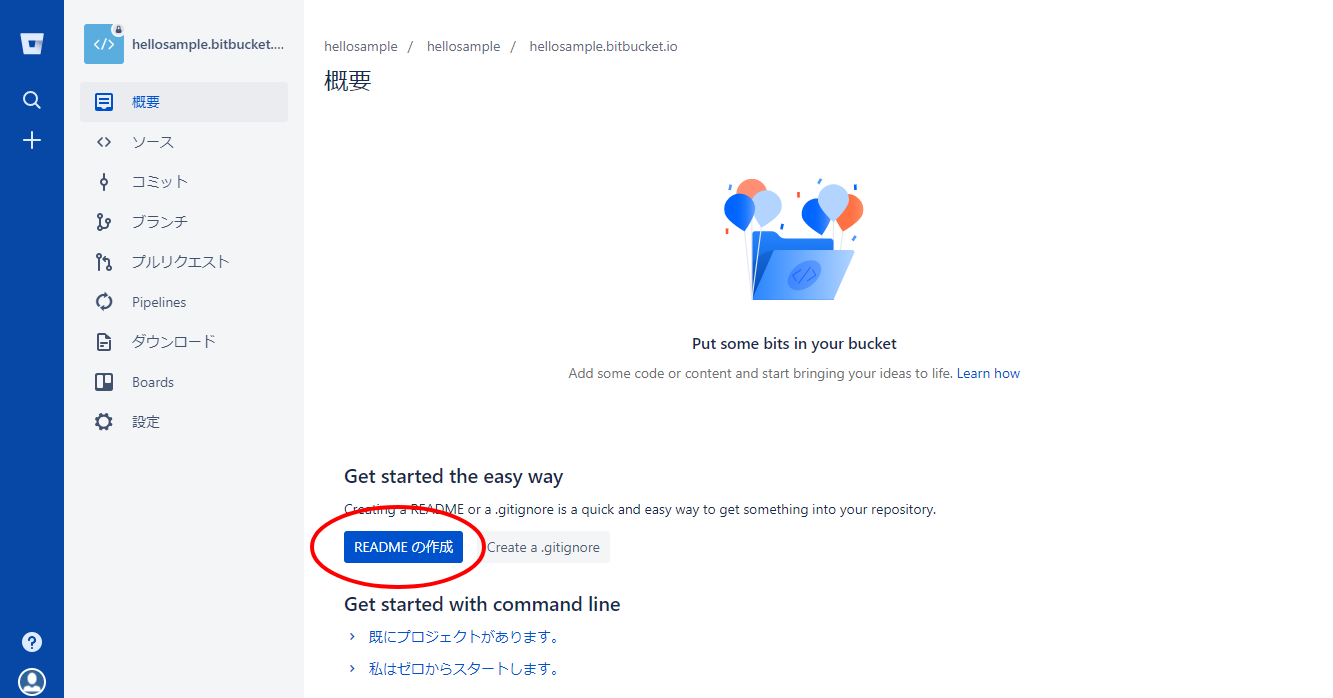 hellosample.bitbucket....
概要
ソース
コミット
ブランチ
プルリクエスト
Pipelines
ダウンロード
Boards
設定
hellosample / hellosample / hellosample.bitbucket.io
概要
Put some bits in your bucket
Add some code or content and start bringing your ideas to life. Learn how
Get started the easy way
Creating a README or a .gitignore is a quick and easy way to get something into your repository.
README の作成 Create a .gitignore
Get started with command line
既にプロジェクトがあります。
私はゼロからスタートします。